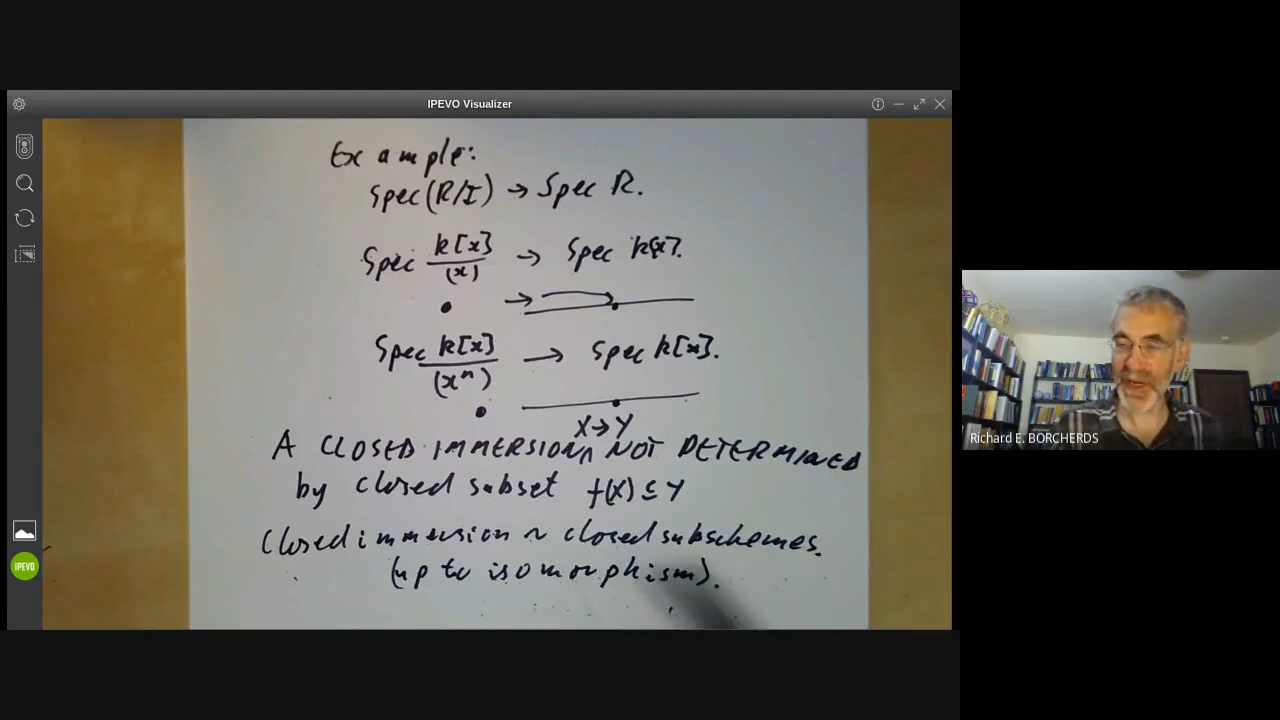 IPEVO Visualizer
Example:
Spec(R/I) → Spec R.
Spec k[x]/(x) → Spec k[x].
→
Spec k[x]/(xⁿ) → Spec k[x].
X→Y
A CLOSED IMMERSION ∧ NOT DETERMINED
by closed subset f(X) ⊆ Y
Closed immersion ~ closed subschemes.
(up to isomorphism).
IPEVO
Richard E. BORCHERDS